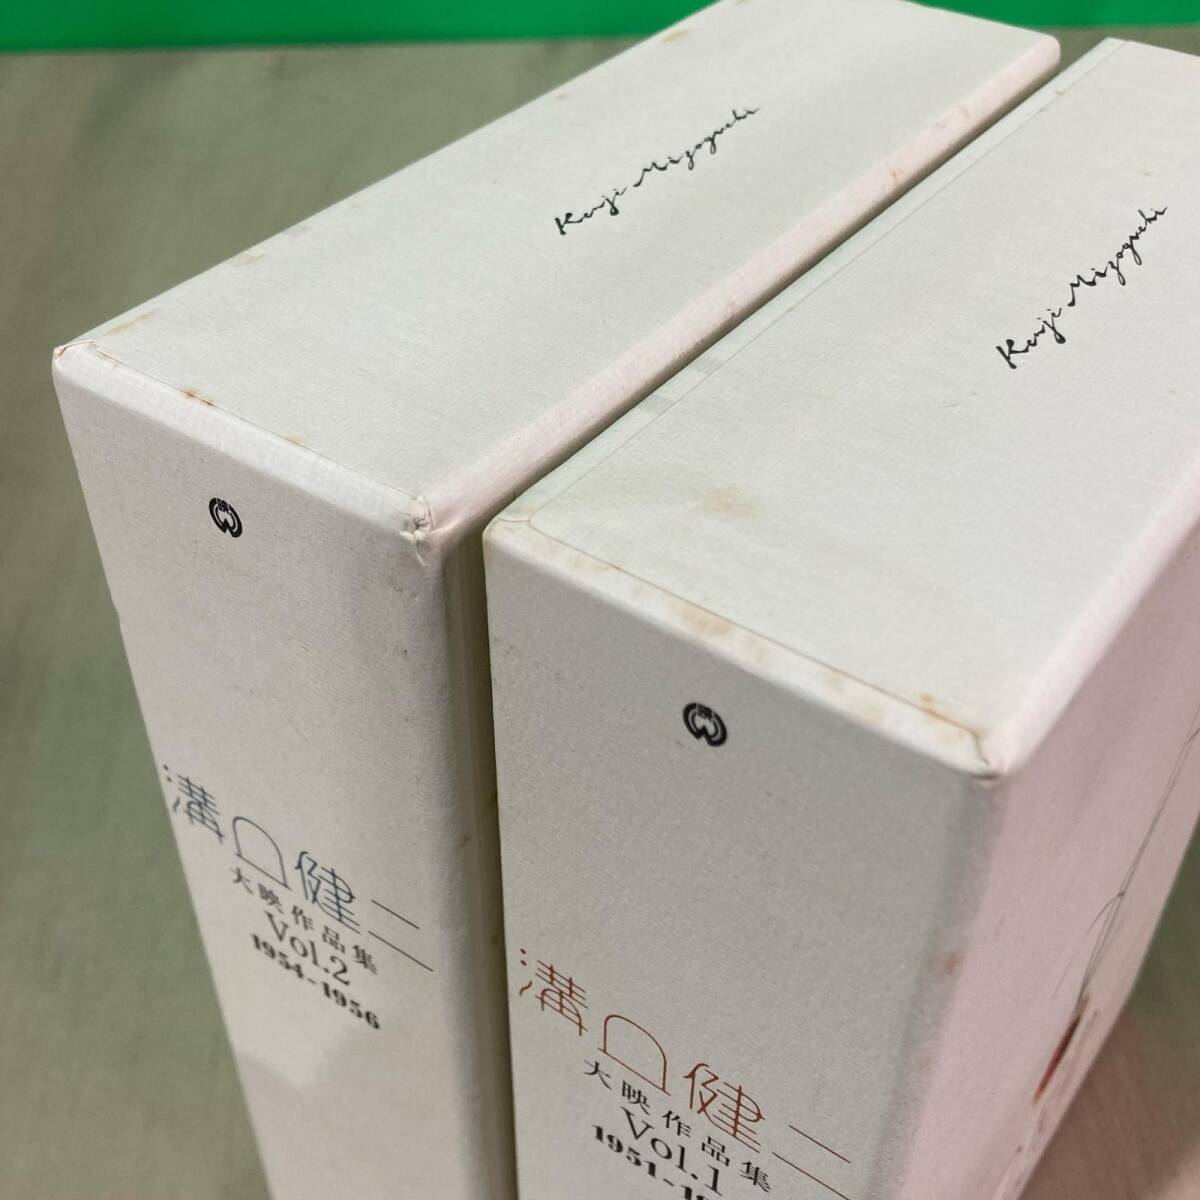 Kenji Mizoguchi
溝口健二
大映作品集
Vol.2
1954-1956
Kenji Mizoguchi
溝口健二
大映作品集
Vol.1